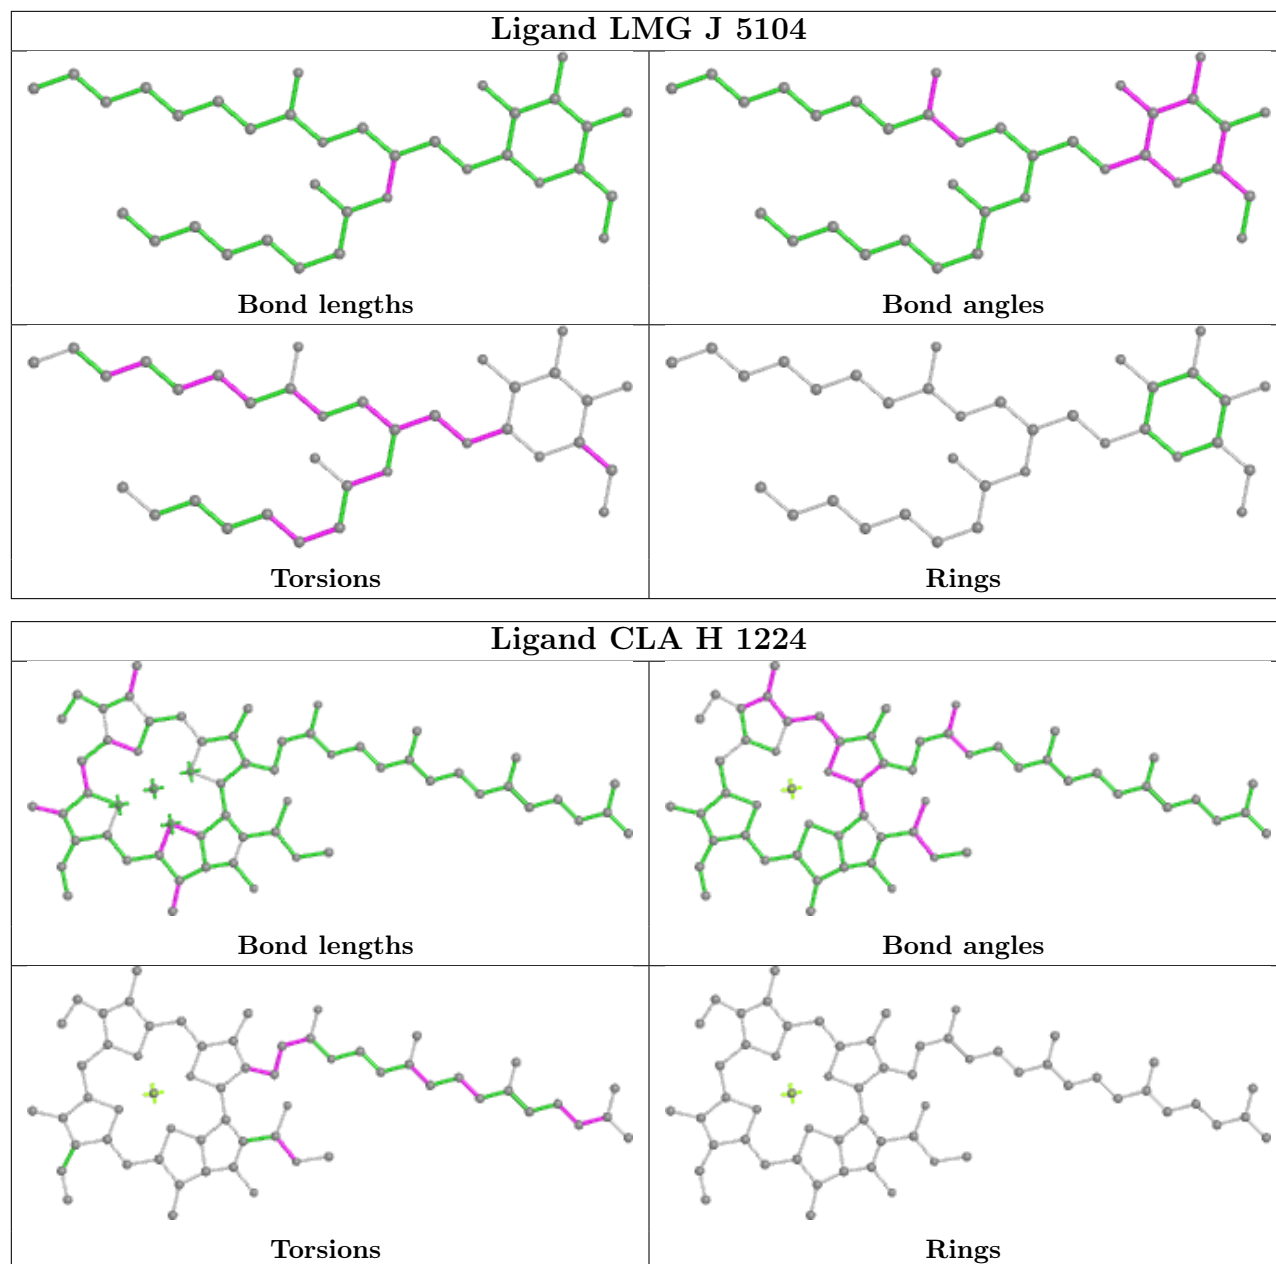 Ligand LMG J 5104
Bond lengths
Bond angles
Torsions
Rings
Ligand CLA H 1224
Bond lengths
Bond angles
Torsions
Rings